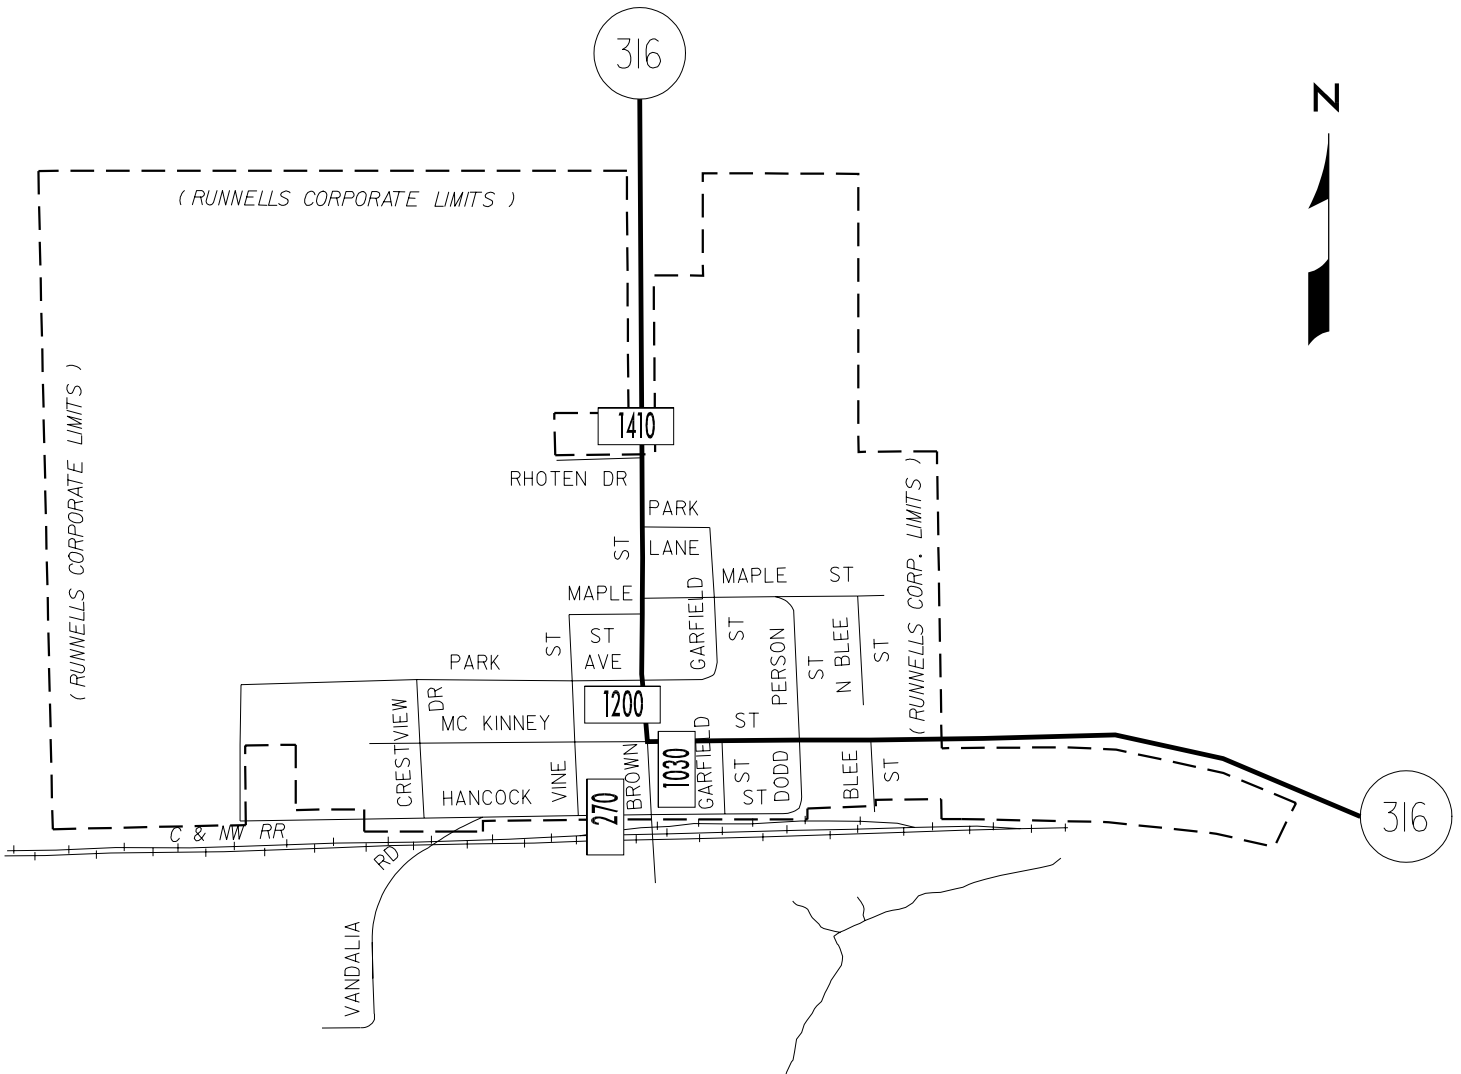 316
N
( RUNNELLS CORPORATE LIMITS )
( RUNNELLS CORPORATE LIMITS )
1410
RHOTEN DR
PARK
LANE
ST
MAPLE
MAPLE ST
ST
AVE
ST
GARFIELD
ST
PERSON
ST
N BLEE
ST
( RUNNELLS CORP. LIMITS )
PARK
1200
CRESTVIEW
DR
MC KINNEY
ST
HANCOCK
ST
VINE
BROWN
1030
GARFIELD
ST
DODD
BLEE
ST
270
316
C & NW RR
RD
VANDALIA